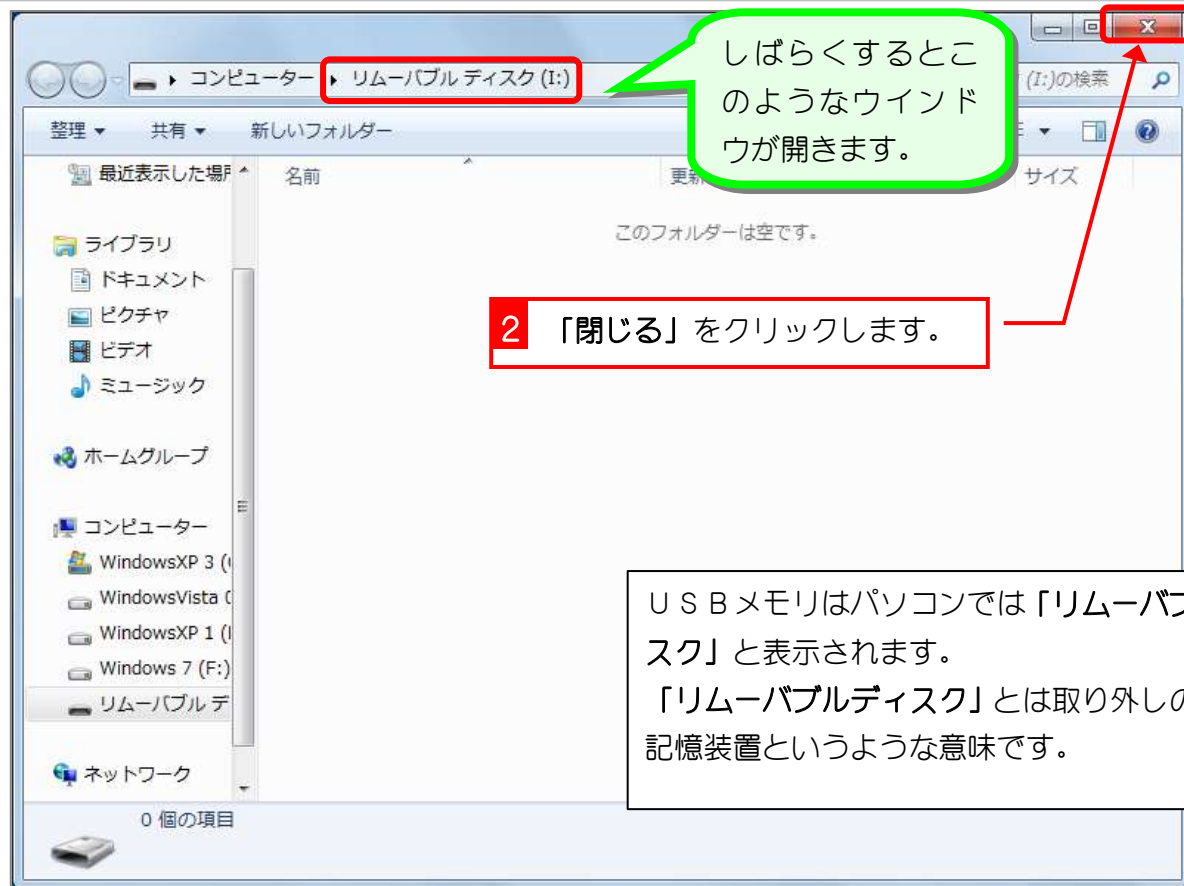 しばらくするとこ
のようなウインド
ウが開きます。
コンピューター ▸ リムーバブル ディスク (I:)
(I:)の検索
整理 ▼ 共有 ▼ 新しいフォルダー
最近表示した場所
名前
更新
サイズ
このフォルダーは空です。
ライブラリ
ドキュメント
ピクチャ
ビデオ
ミュージック
2 「閉じる」をクリックします。
ホームグループ
コンピューター
WindowsXP 3 (
WindowsVista
WindowsXP 1 (
Windows 7 (F:)
リムーバブル デ
ネットワーク
0 個の項目
ＵＳＢメモリはパソコンでは「リムーバブ
スク」と表示されます。
「リムーバブルディスク」とは取り外しの
記憶装置というような意味です。